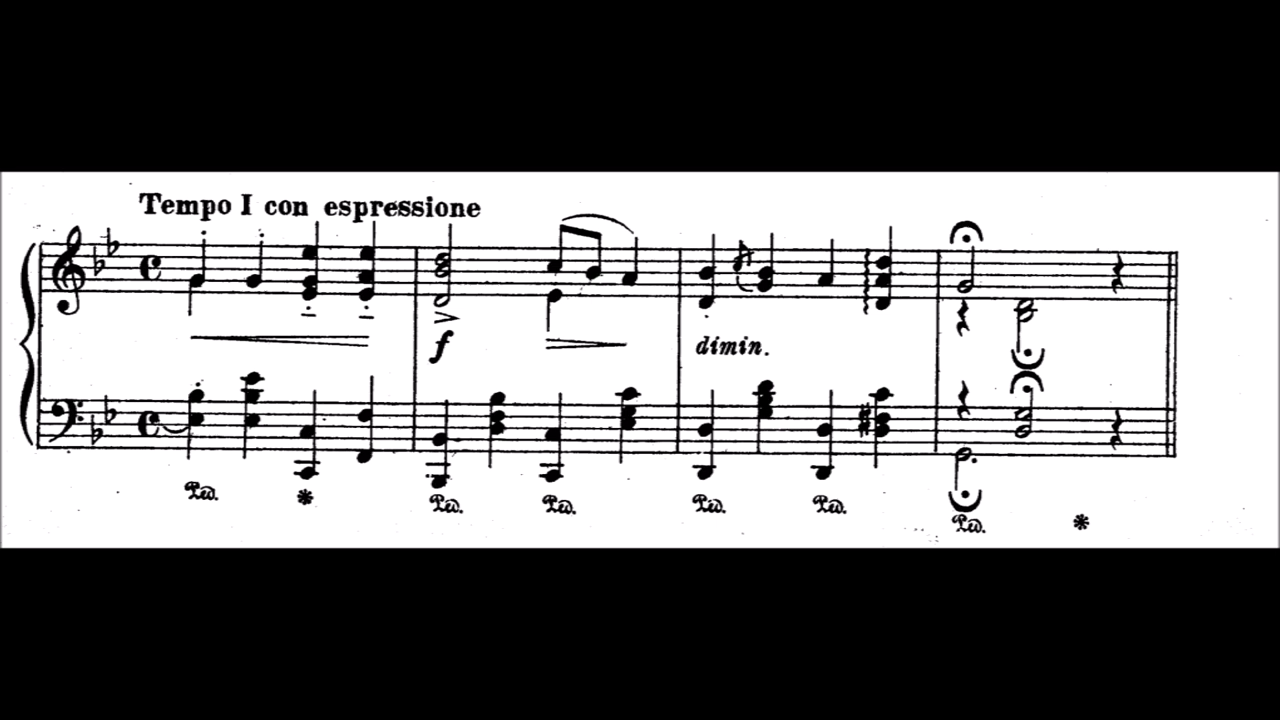 Tempo I con espressione
f
dimin.
Ped. * Ped. Ped. Ped. Ped. Ped. *